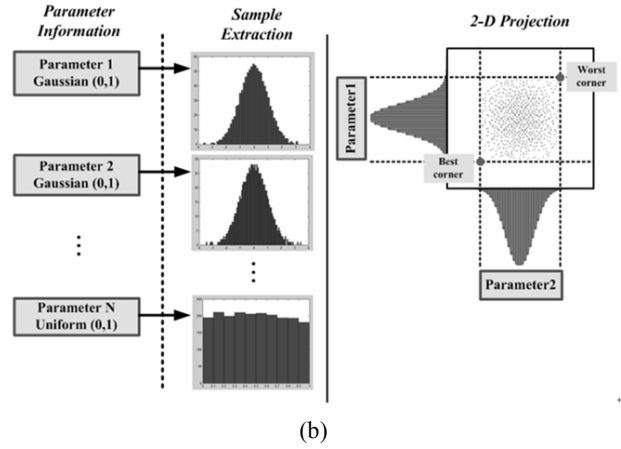 Parameter
Information
Sample
Extraction
2-D Projection
Parameter 1
Gaussian (0,1)
Parameter 2
Gaussian (0,1)
Parameter N
Uniform (0,1)
Parameter1
Worst
corner
Best
corner
Parameter2
(b)